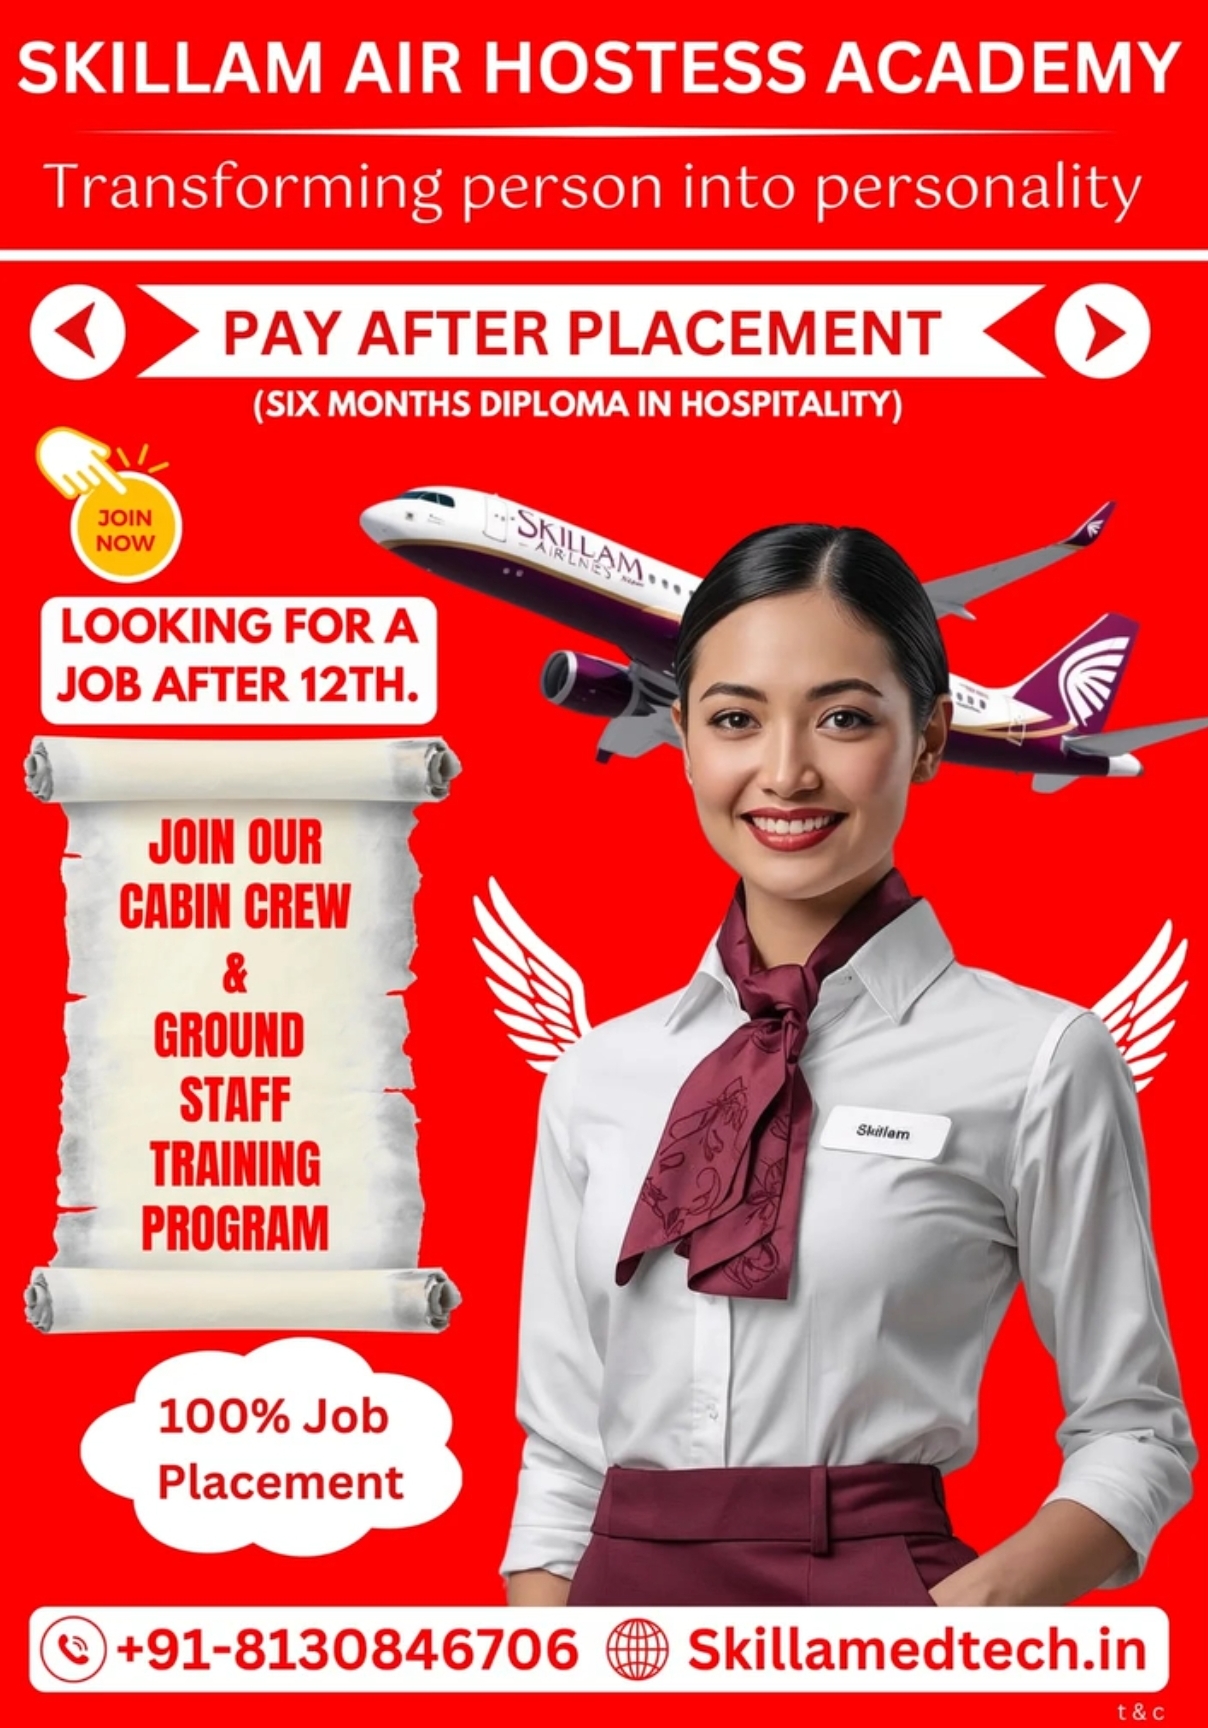 SKILLAM AIR HOSTESS ACADEMY
Transforming person into personality
PAY AFTER PLACEMENT
(SIX MONTHS DIPLOMA IN HOSPITALITY)
JOIN
NOW
SKILLAM
AIRLNES
LOOKING FOR A
JOB AFTER 12TH.
JOIN OUR
CABIN CREW
&
GROUND
STAFF
TRAINING
PROGRAM
Skillam
100% Job
Placement
+91-8130846706 Skillamedtech.in
t & c